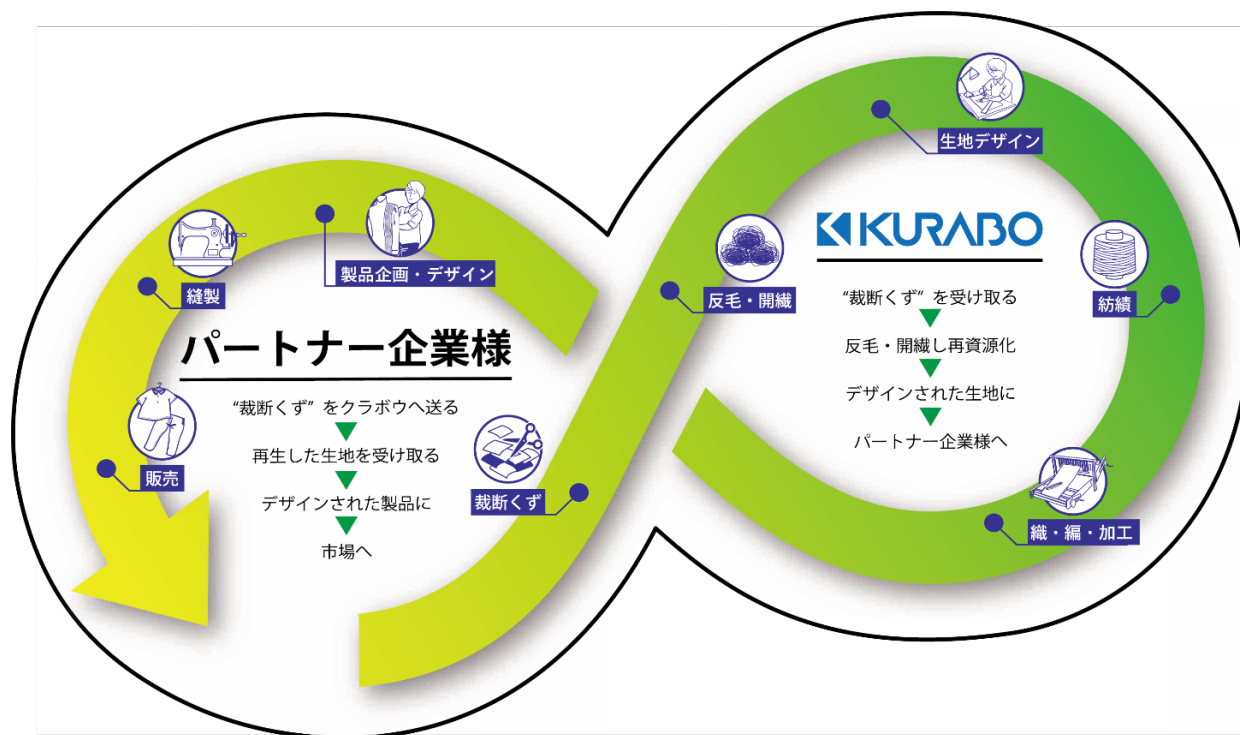 製品企画・デザイン
縫製
販売
パートナー企業様
“裁断くず”をクラボウへ送る
再生した生地を受け取る
デザインされた製品に
市場へ
裁断くず
反毛・開繊
生地デザイン
紡績
織・編・加工
KURABO
“裁断くず”を受け取る
反毛・開繊し再資源化
デザインされた生地に
パートナー企業様へ